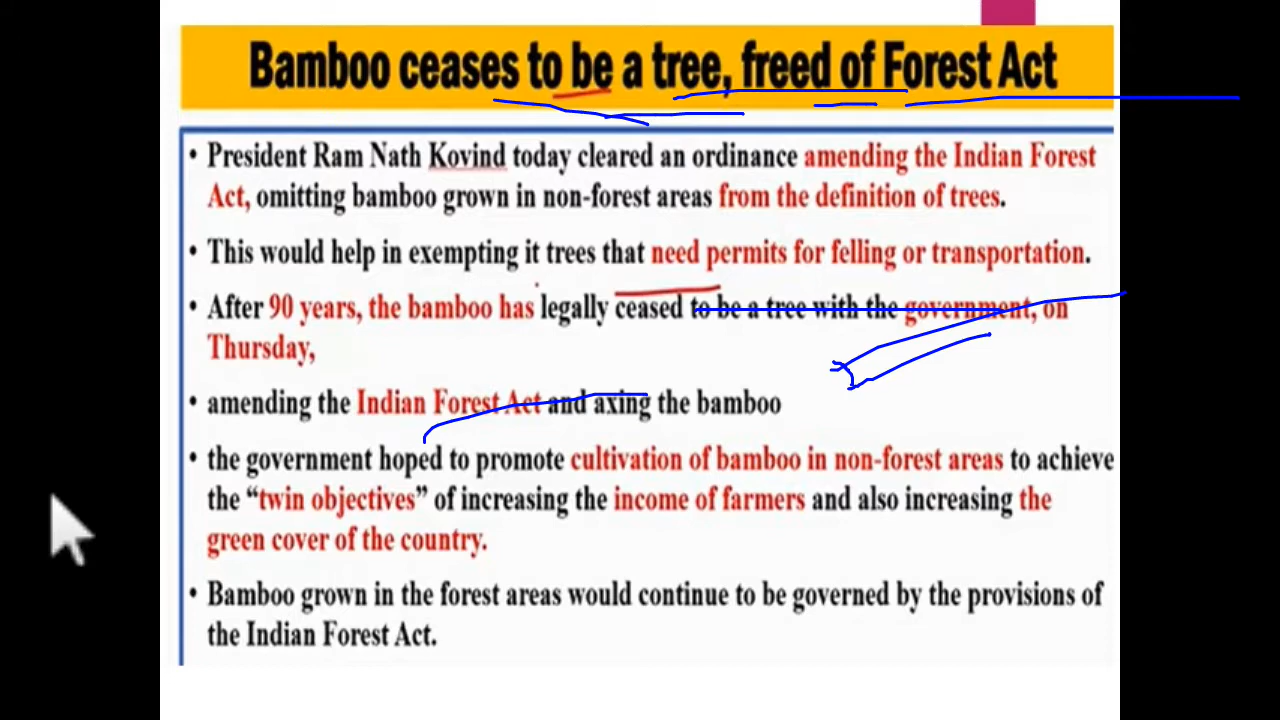 Bamboo ceases to be a tree, freed of Forest Act
• President Ram Nath Kovind today cleared an ordinance amending the Indian Forest
Act, omitting bamboo grown in non-forest areas from the definition of trees.
• This would help in exempting it trees that need permits for felling or transportation.
• After 90 years, the bamboo has legally ceased to be a tree with the government, on
Thursday,
• amending the Indian Forest Act and axing the bamboo
• the government hoped to promote cultivation of bamboo in non-forest areas to achieve
the “twin objectives” of increasing the income of farmers and also increasing the
green cover of the country.
• Bamboo grown in the forest areas would continue to be governed by the provisions of
the Indian Forest Act.